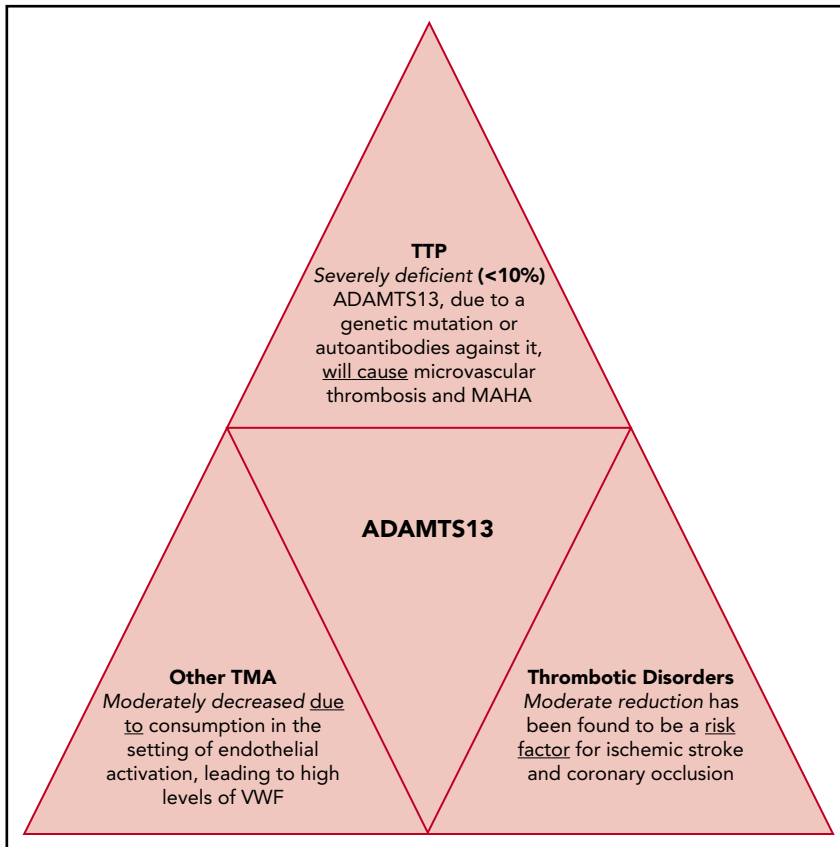 TTP
Severely deficient (<10%)
ADAMTS13, due to a
genetic mutation or
autoantibodies against it,
will cause microvascular
thrombosis and MAHA
ADAMTS13
Other TMA
Moderately decreased due
to consumption in the
setting of endothelial
activation, leading to high
levels of VWF
Thrombotic Disorders
Moderate reduction has
been found to be a risk
factor for ischemic stroke
and coronary occlusion